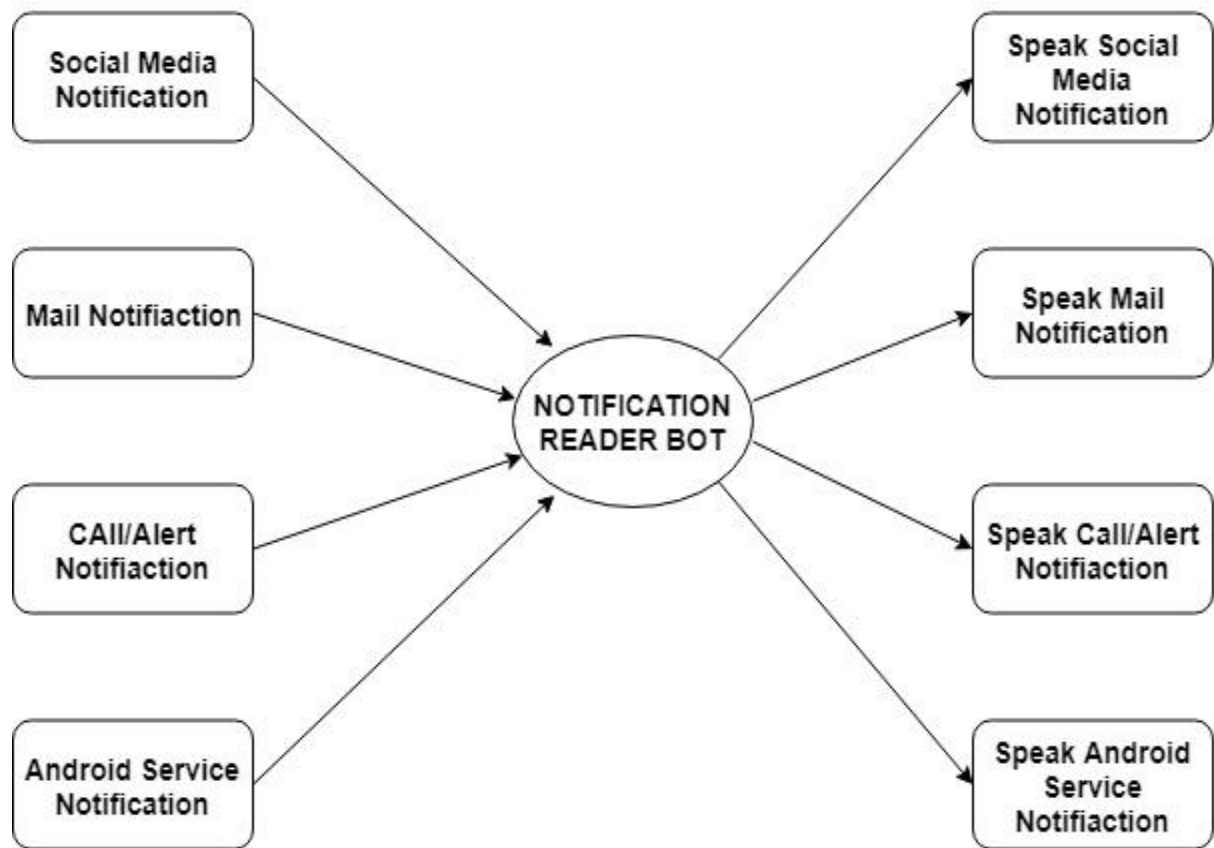 Social Media
Notification
Speak Social
Media
Notification
Mail Notifiaction
Speak Mail
Notification
NOTIFICATION
READER BOT
CAll/Alert
Notifiaction
Speak Call/Alert
Notifiaction
Android Service
Notification
Speak Android
Service
Notifiaction